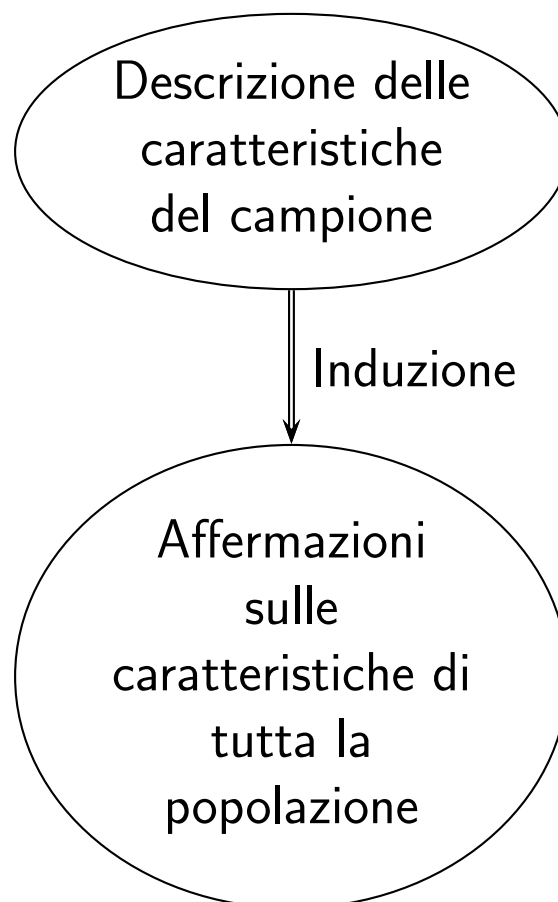 Descrizione delle
caratteristiche
del campione
Induzione
Affermazioni
sulle
caratteristiche di
tutta la
popolazione